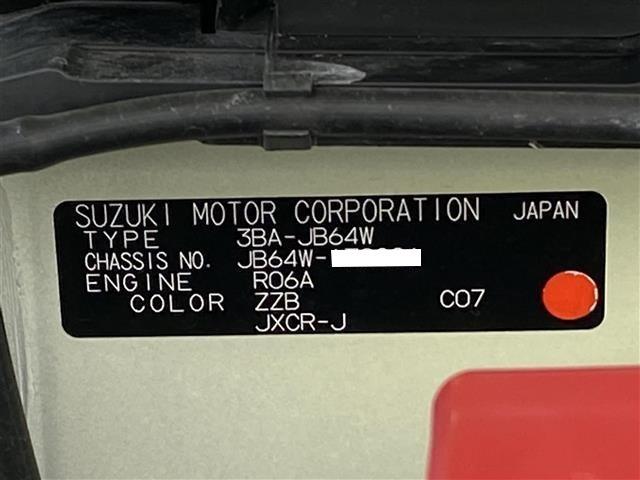 SUZUKI MOTOR CORPORATION JAPAN
TYPE 3BA-JB64W
CHASSIS NO. JB64W-
ENGINE R06A
COLOR ZZB C07
JXCR-J